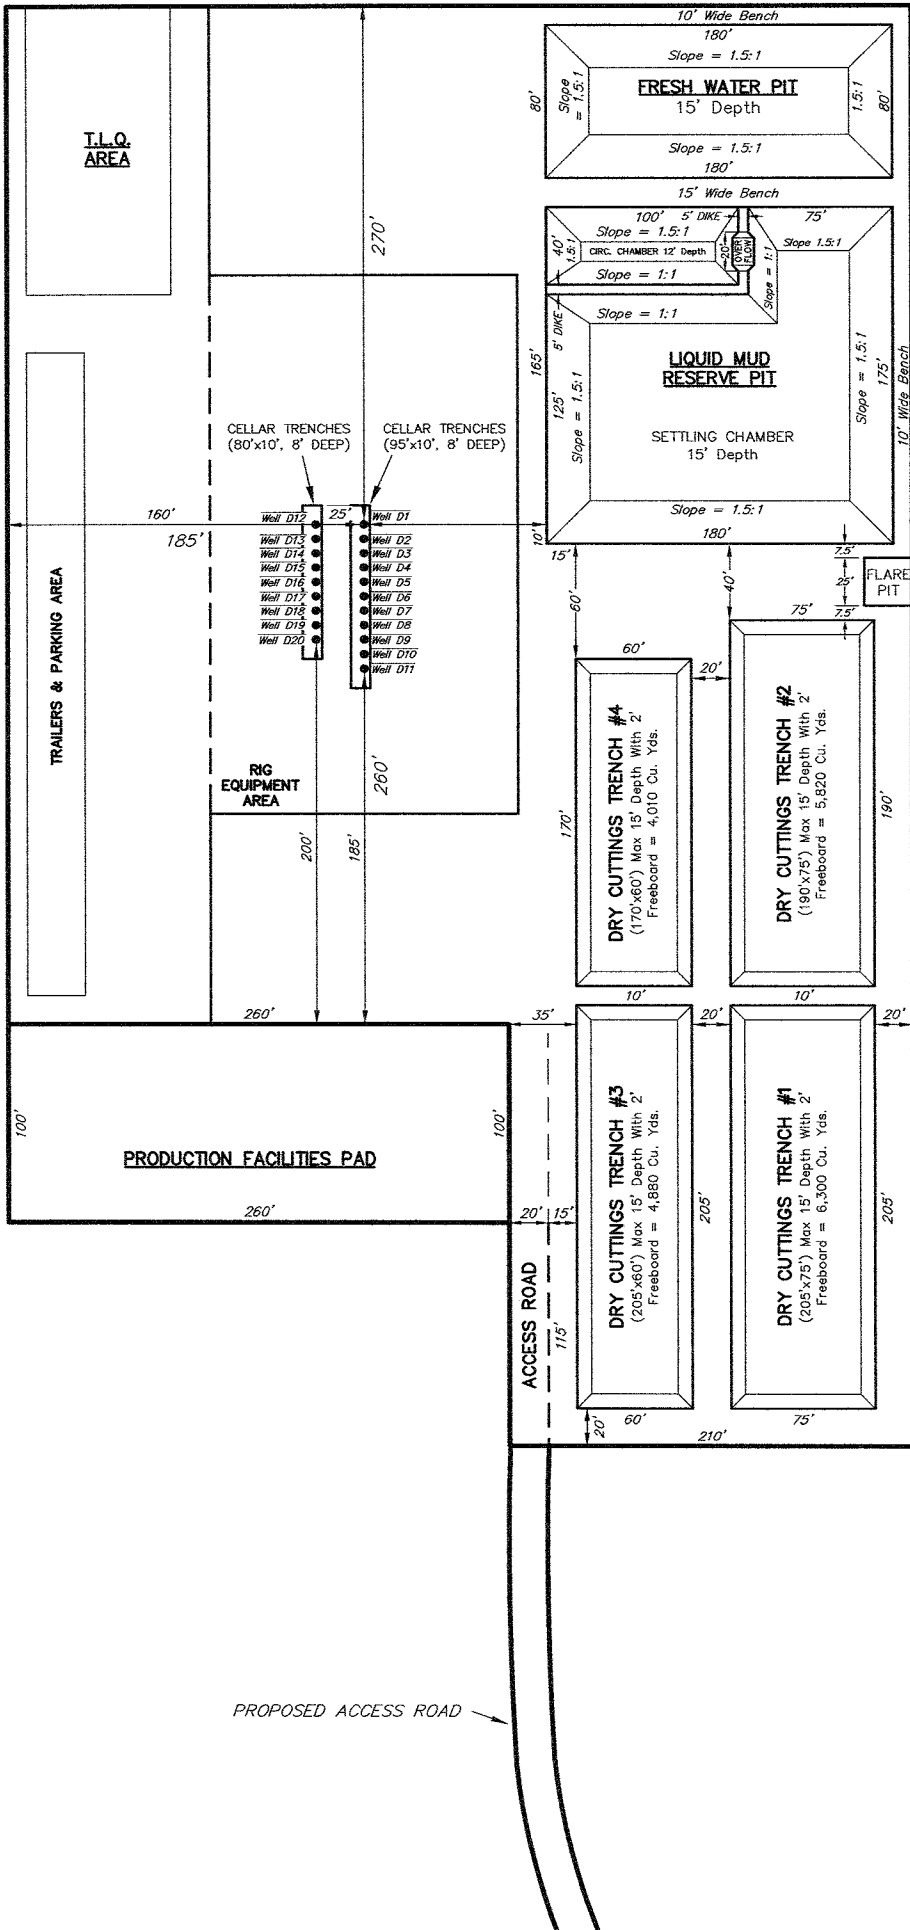 10' Wide Bench
180'
Slope = 1.5:1
80'
Slope
= 1.5:1
FRESH WATER PIT
15' Depth
1.5:1
80'
Slope = 1.5:1
180'
15' Wide Bench
T.L.Q.
AREA
270'
100'
5' DIKE
75'
Slope = 1.5:1
40'
1.5:1
CIRC. CHAMBER 12' Depth
20'
OVER
FLOW
Slope 1.5:1
Slope = 1:1
Slope = 1:1
Slope = 1:1
5' DIKE
165'
125'
Slope = 1.5:1
LIQUID MUD
RESERVE PIT
SETTLING CHAMBER
15' Depth
Slope = 1.5:1
175'
10' Wide Bench
Slope = 1.5:1
180'
CELLAR TRENCHES
(80'x10', 8' DEEP)
CELLAR TRENCHES
(95'x10', 8' DEEP)
160'
185'
25'
10'
Well D12
Well D13
Well D14
Well D15
Well D16
Well D17
Well D18
Well D19
Well D20
Well D1
Well D2
Well D3
Well D4
Well D5
Well D6
Well D7
Well D8
Well D9
Well D10
Well D11
15'
60'
40'
7.5'
25'
7.5'
FLARE
PIT
TRAILERS & PARKING AREA
RIG
EQUIPMENT
AREA
260'
200'
185'
60'
20'
75'
170'
DRY CUTTINGS TRENCH #4
(170'x60') Max 15' Depth With 2'
Freeboard = 4,010 Cu. Yds.
DRY CUTTINGS TRENCH #2
(190'x75') Max 15' Depth With 2'
Freeboard = 5,820 Cu. Yds.
190'
10'
10'
260'
35'
20'
20'
100'
100'
PRODUCTION FACILITIES PAD
260'
20'
15'
ACCESS ROAD
115'
DRY CUTTINGS TRENCH #3
(205'x60') Max 15' Depth With 2'
Freeboard = 4,880 Cu. Yds.
205'
DRY CUTTINGS TRENCH #1
(205'x75') Max 15' Depth With 2'
Freeboard = 6,300 Cu. Yds.
205'
20'
60'
75'
210'
PROPOSED ACCESS ROAD